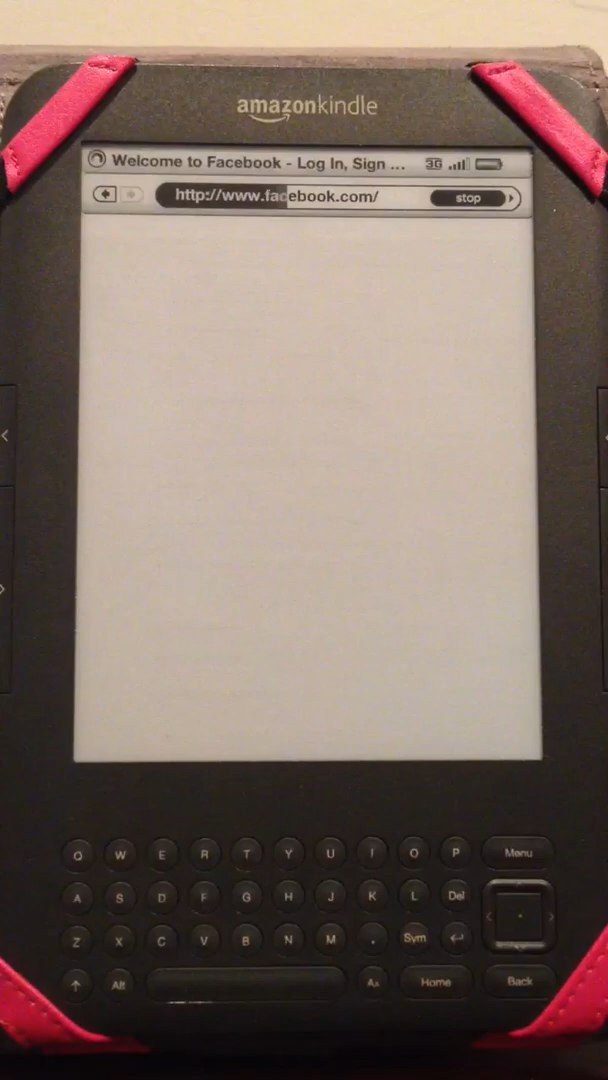 amazonkindle
Welcome to Facebook - Log In, Sign ... 3G
http://www.facebook.com/ stop
Q W E R T Y U I O P Menu
A S D F G H J K L Del
Z X C V B N M . Sym
Alt Aa Home Back